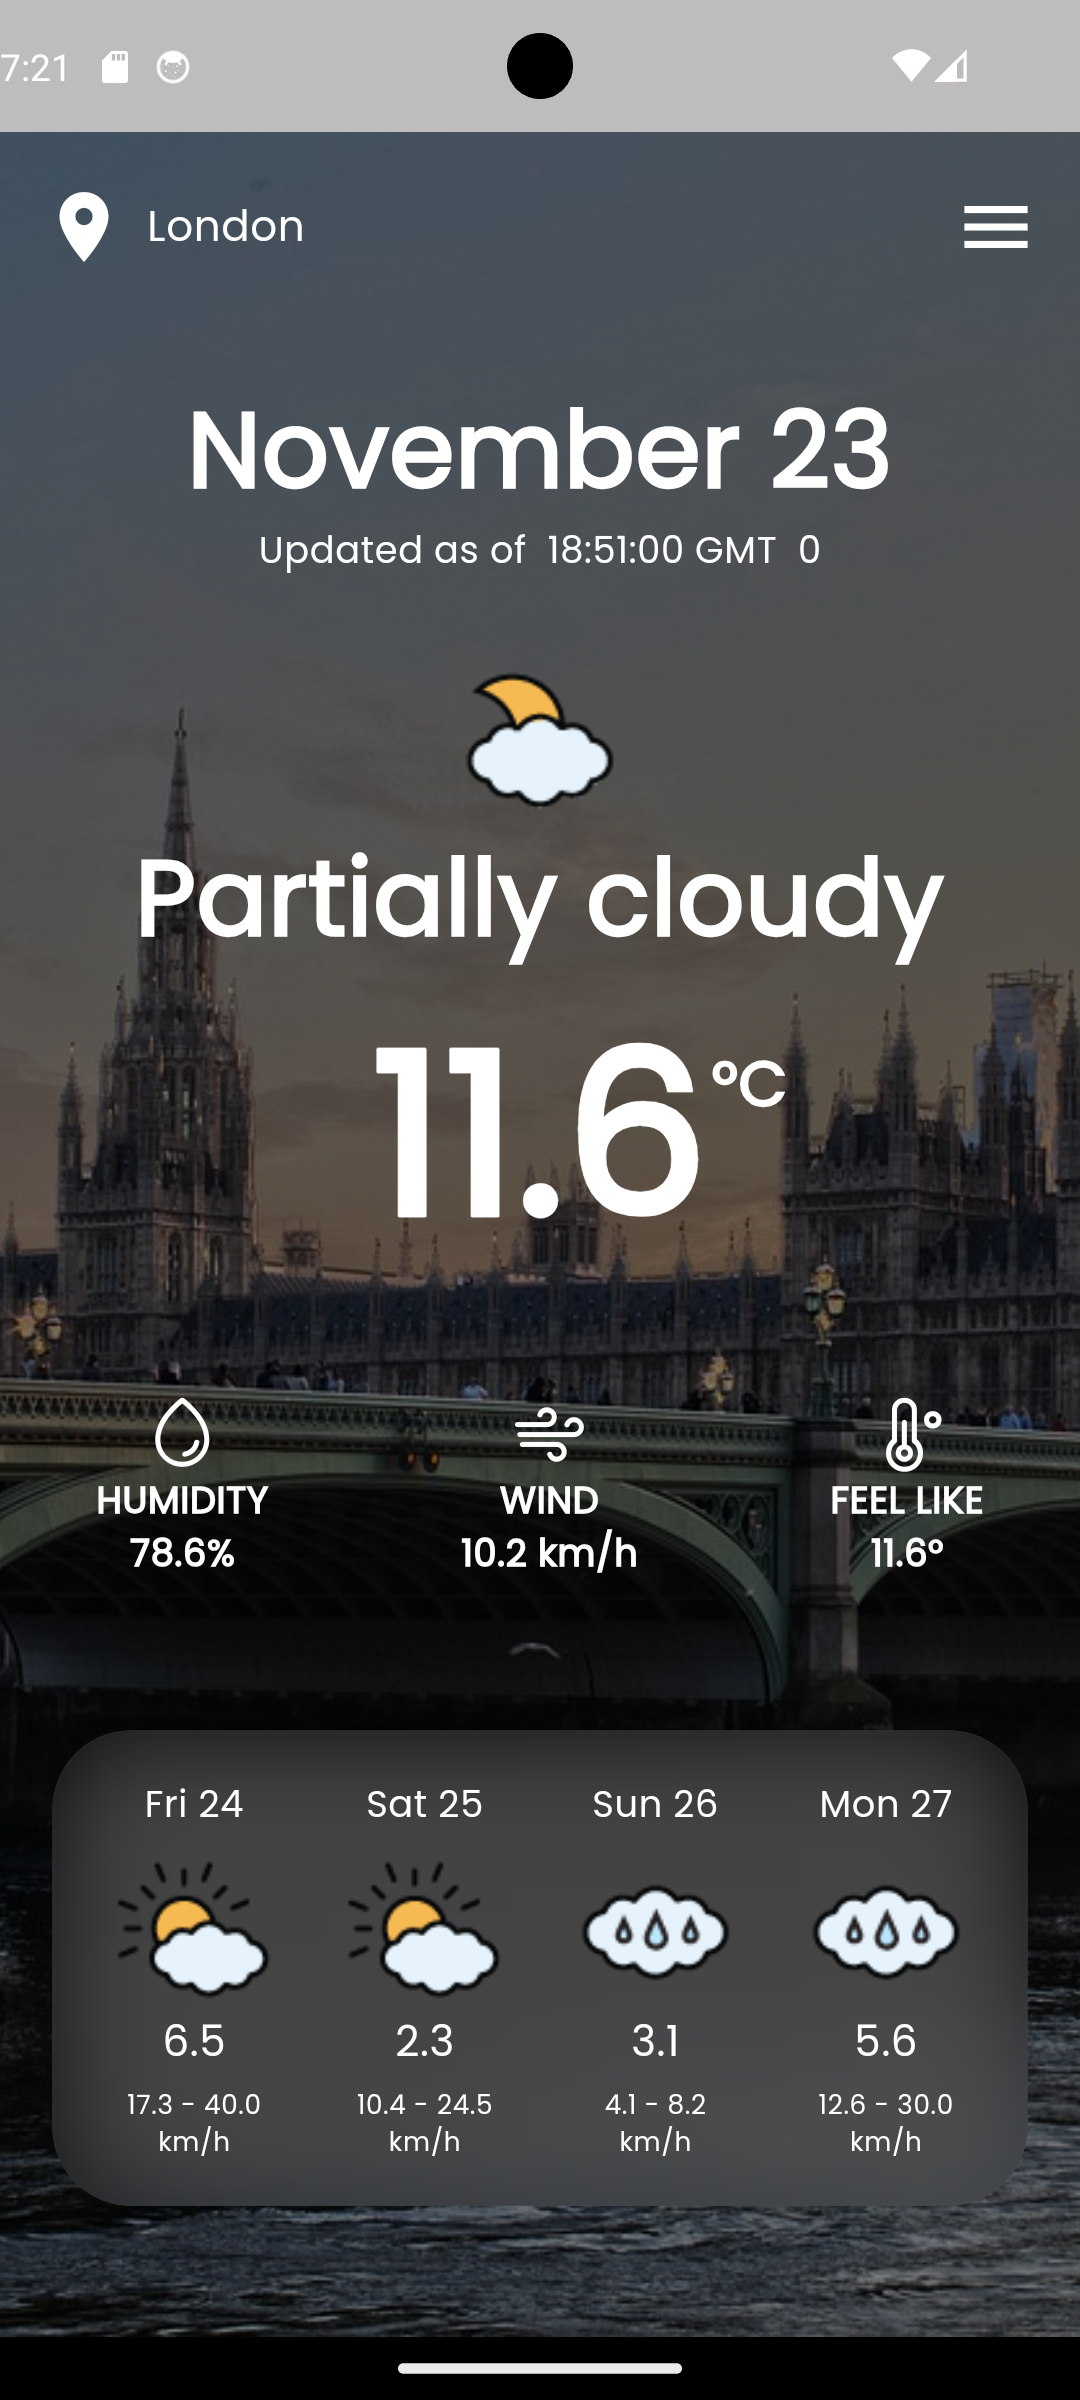 7:21
London
November 23
Updated as of 18:51:00 GMT 0
Partially cloudy
11.6 °C
HUMIDITY WIND FEEL LIKE
78.6% 10.2 km/h 11.6°
Fri 24 Sat 25 Sun 26 Mon 27
6.5 2.3 3.1 5.6
17.3 - 40.0 10.4 - 24.5 4.1 - 8.2 12.6 - 30.0
km/h km/h km/h km/h